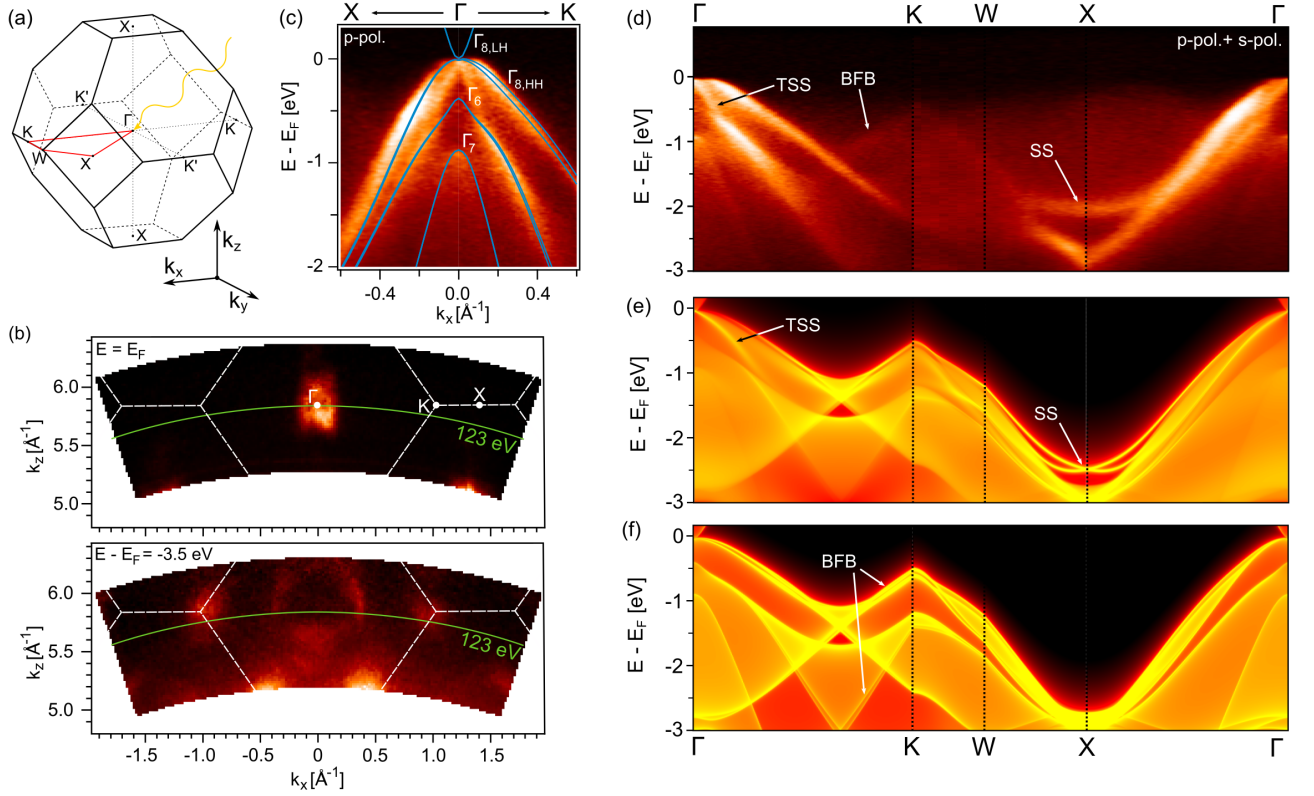 (a)
X
K'
Γ
K
K
W
X
K'
X
k_z
k_x
k_y
(b)
E = E_F
6.0
5.5
5.0
k_z [Å⁻¹]
Γ
K
X
123 eV
E - E_F = -3.5 eV
6.0
5.5
5.0
k_z [Å⁻¹]
123 eV
-1.5 -1.0 -0.5 0 0.5 1.0 1.5
k_x [Å⁻¹]
(c)
X Γ K
p-pol.
Γ_8,LH
Γ_8,HH
Γ_6
Γ_7
0
-1
-2
E - E_F [eV]
-0.4 0.0 0.4
k_x [Å⁻¹]
(d)
Γ K W X Γ
p-pol.+ s-pol.
TSS
BFB
SS
0
-1
-2
-3
E - E_F [eV]
(e)
TSS
SS
0
-1
-2
-3
E - E_F [eV]
(f)
BFB
0
-1
-2
-3
E - E_F [eV]
Γ K W X Γ